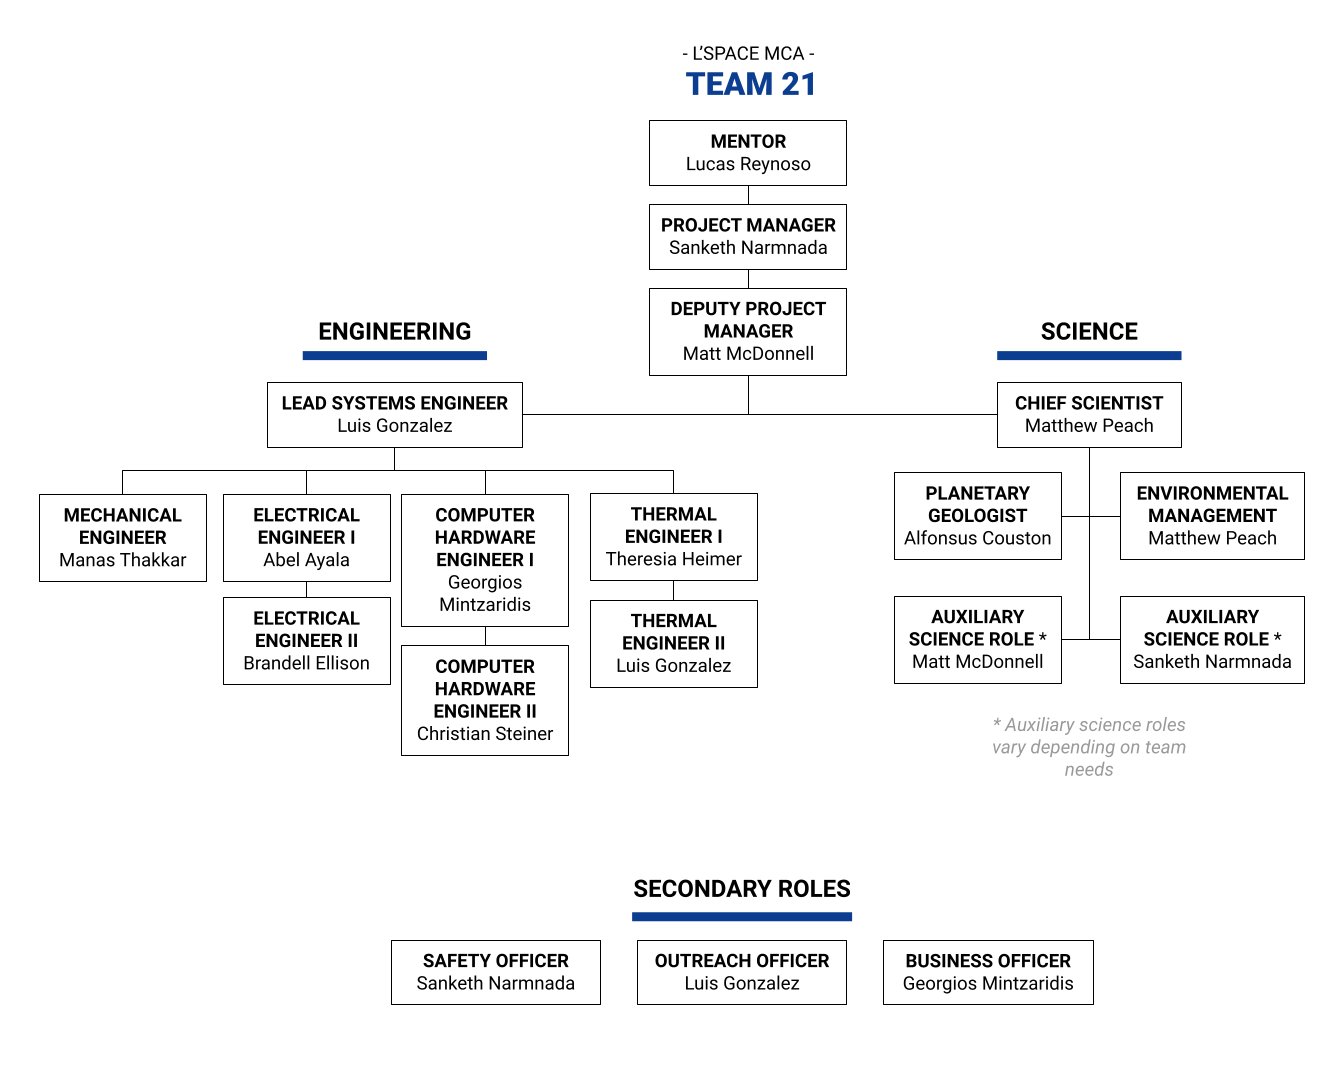 - L'SPACE MCA -
TEAM 21
MENTOR
Lucas Reynoso
PROJECT MANAGER
Sanketh Narmnada
DEPUTY PROJECT
MANAGER
Matt McDonnell
ENGINEERING
LEAD SYSTEMS ENGINEER
Luis Gonzalez
MECHANICAL
ENGINEER
Manas Thakkar
ELECTRICAL
ENGINEER I
Abel Ayala
ELECTRICAL
ENGINEER II
Brandell Ellison
COMPUTER
HARDWARE
ENGINEER I
Georgios
Mintzaridis
COMPUTER
HARDWARE
ENGINEER II
Christian Steiner
THERMAL
ENGINEER I
Theresia Heimer
THERMAL
ENGINEER II
Luis Gonzalez
SCIENCE
CHIEF SCIENTIST
Matthew Peach
PLANETARY
GEOLOGIST
Alfonsus Couston
ENVIRONMENTAL
MANAGEMENT
Matthew Peach
AUXILIARY
SCIENCE ROLE *
Matt McDonnell
AUXILIARY
SCIENCE ROLE *
Sanketh Narmnada
* Auxiliary science roles
vary depending on team
needs
SECONDARY ROLES
SAFETY OFFICER
Sanketh Narmnada
OUTREACH OFFICER
Luis Gonzalez
BUSINESS OFFICER
Georgios Mintzaridis